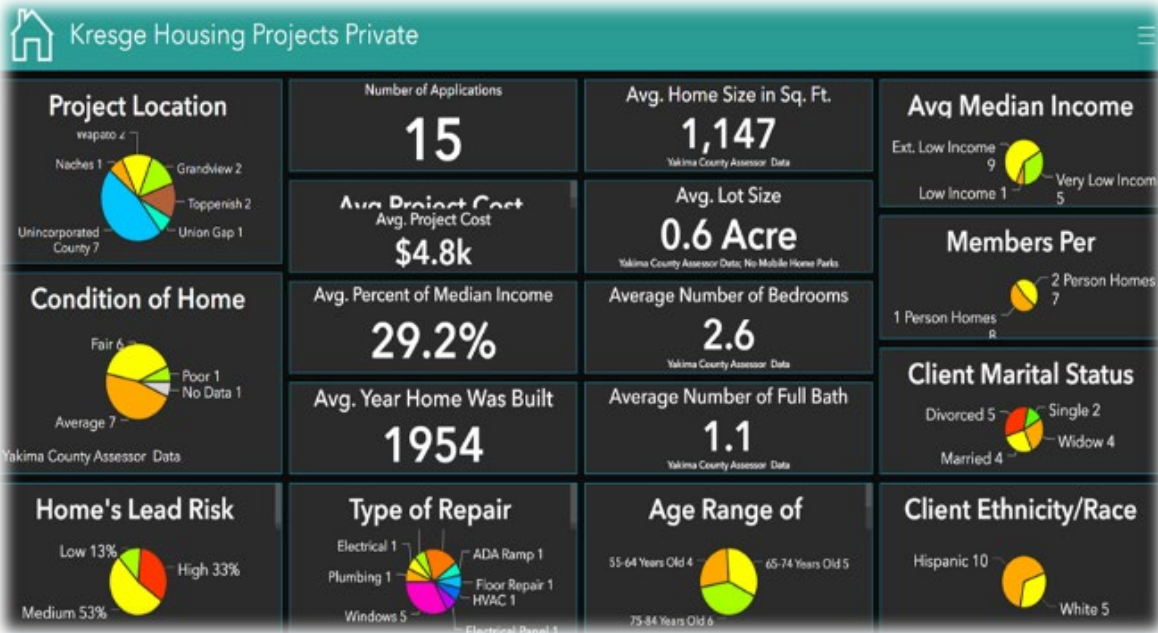 Kresge Housing Projects Private
Project Location
Wapato 2
Naches 1
Grandview 2
Toppenish 2
Union Gap 1
Unincorporated
County 7
Number of Applications
15
Avg. Home Size in Sq. Ft.
1,147
Yakima County Assessor Data
Avg Median Income
Ext. Low Income
9
Low Income 1
Very Low Incom
5
Avg Project Cost
Avg. Project Cost
$4.8k
Avg. Lot Size
0.6 Acre
Yakima County Assessor Data; No Mobile Home Parks
Members Per
2 Person Homes
7
1 Person Homes
8
Condition of Home
Fair 6
Poor 1
No Data 1
Average 7
Yakima County Assessor Data
Avg. Percent of Median Income
29.2%
Average Number of Bedrooms
2.6
Yakima County Assessor Data
Avg. Year Home Was Built
1954
Average Number of Full Bath
1.1
Yakima County Assessor Data
Client Marital Status
Divorced 5
Single 2
Widow 4
Married 4
Home's Lead Risk
Low 13%
High 33%
Medium 53%
Type of Repair
Electrical 1
ADA Ramp 1
Plumbing 1
Floor Repair 1
HVAC 1
Windows 5
Electrical Panel 1
Age Range of
55-64 Years Old 4
65-74 Years Old 5
75-84 Years Old 6
Client Ethnicity/Race
Hispanic 10
White 5